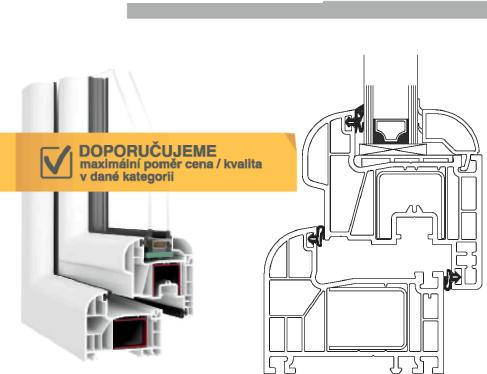 DOPORUČUJEME
maximální poměr cena / kvalita
v dané kategorii